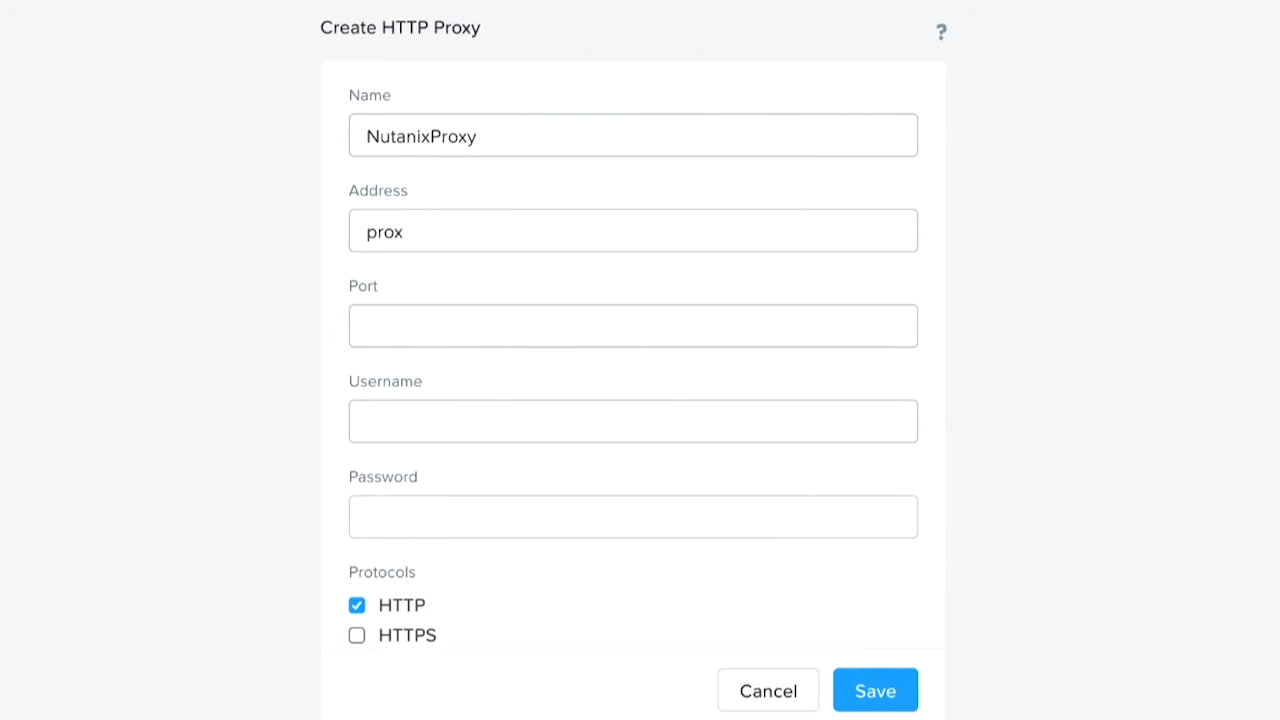 Create HTTP Proxy
?
Name
NutanixProxy
Address
prox
Port
Username
Password
Protocols
HTTP
HTTPS
Cancel Save